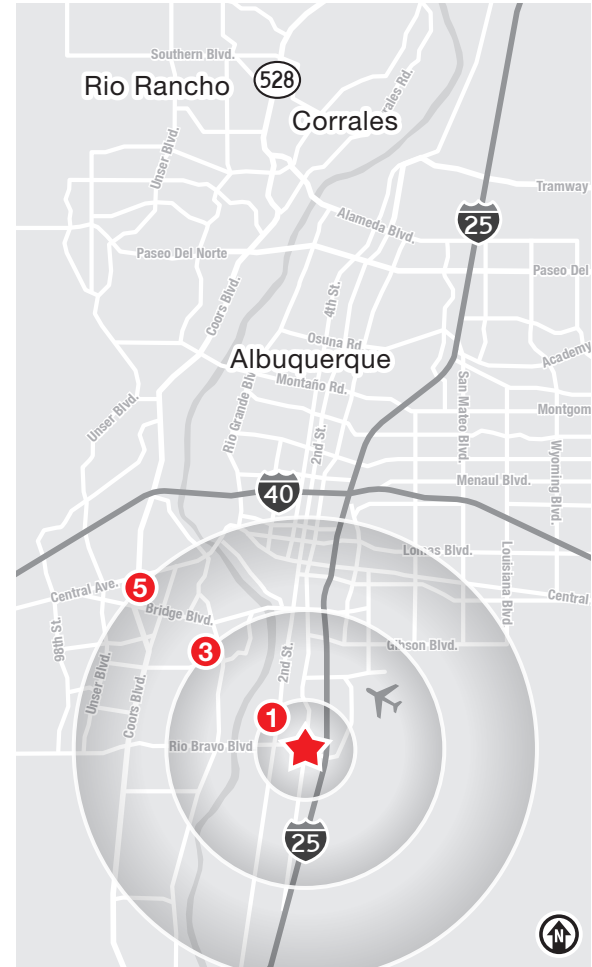 Southern Blvd.
Rio Rancho
528
Corrales
Unser Blvd.
Tramway
Alameda Blvd.
25
Paseo Del Norte
Paseo Del
Coors Blvd.
4th St.
Osuna Rd
Academy
Albuquerque
Montaño Rd.
San Mateo Blvd.
Unser Blvd.
Rio Grande Blv
Montgom
2nd St.
Wyoming Blvd.
Menaul Blvd.
40
Lomas Blvd.
Louisiana Blvd
Central Ave.
5
Central
Bridge Blvd.
98th St.
3
Gibson Blvd.
2nd St.
Unser Blvd.
Coors Blvd.
1
Rio Bravo Blvd
25
N